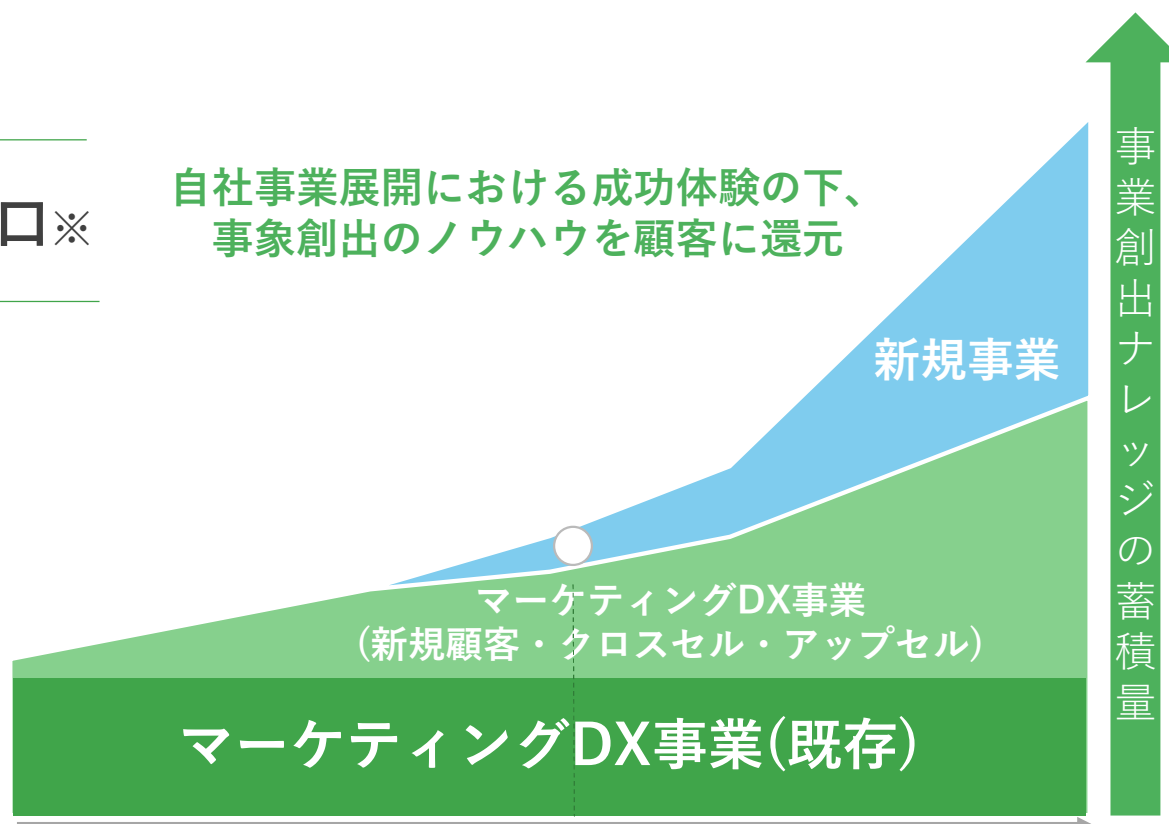 自社事業展開における成功体験の下、
事象創出のノウハウを顧客に還元
ロ※
新規事業
マーケティングDX事業
(新規顧客・クロスセル・アップセル)
マーケティングDX事業(既存)
事業創出ナレッジの蓄積量